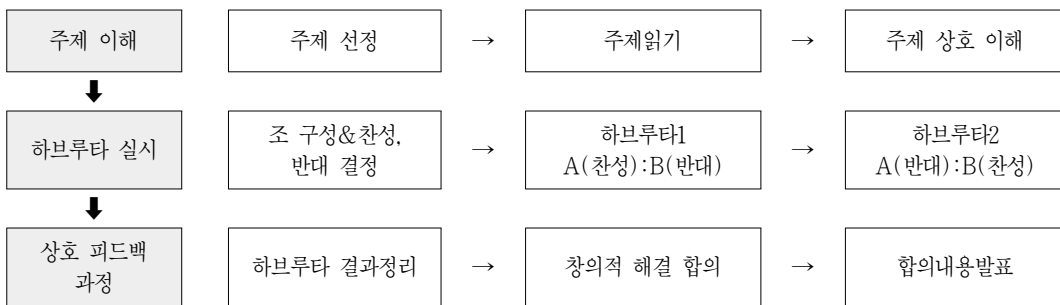 주제 이해
주제 선정
→
주제읽기
→
주제 상호 이해
하브루타 실시
조 구성&찬성,
반대 결정
→
하브루타1
A(찬성):B(반대)
→
하브루타2
A(반대):B(찬성)
상호 피드백
과정
하브루타 결과정리
→
창의적 해결 합의
→
합의내용발표